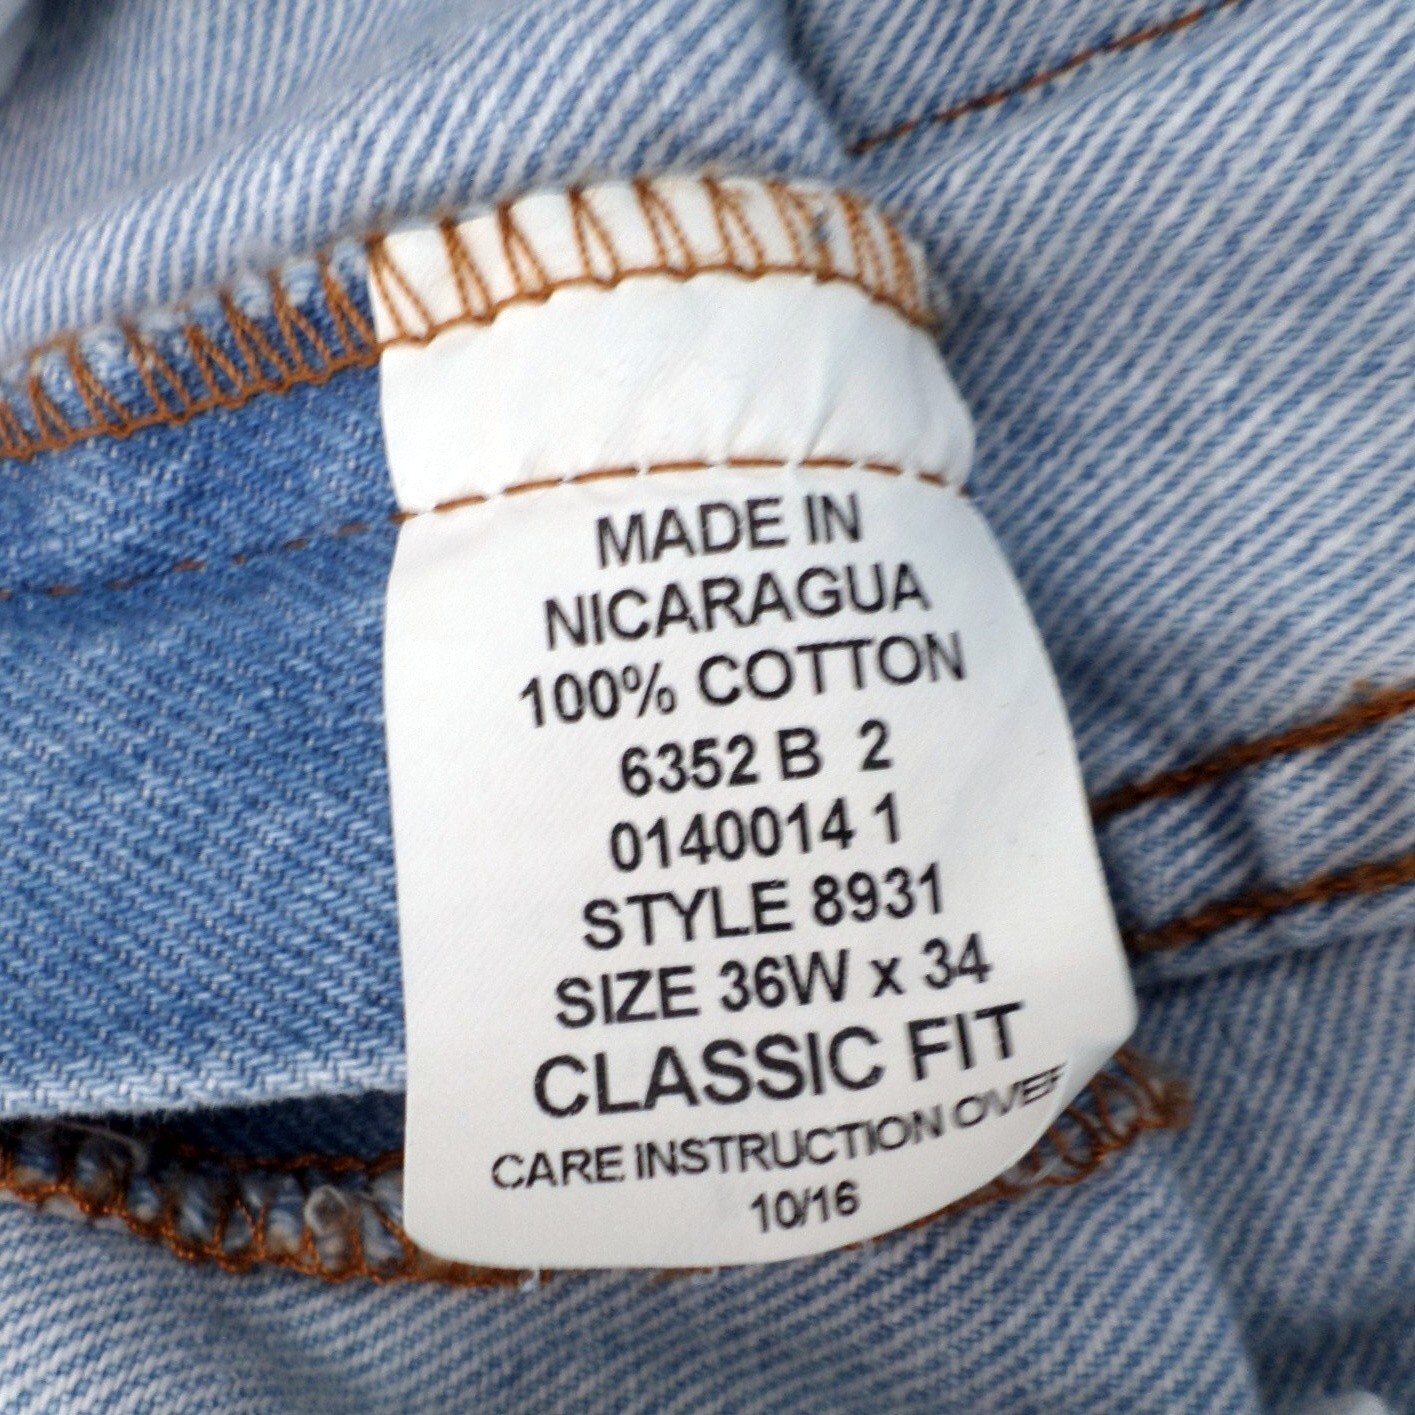 MADE IN
NICARAGUA
100% COTTON
6352 B 2
0140014 1
STYLE 8931
SIZE 36W x 34
CLASSIC FIT
CARE INSTRUCTION OVER
10/16